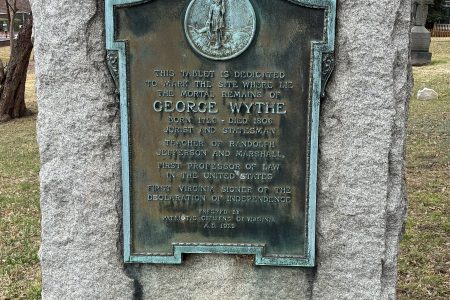 THIS TABLET IS DEDICATED
TO MARK THE SITE WHERE LIE
THE MORTAL REMAINS OF
GEORGE WYTHE
BORN 1726 • DIED 1806
JURIST AND STATESMAN
TEACHER OF RANDOLPH
JEFFERSON AND MARSHALL,
FIRST PROFESSOR OF LAW
IN THE UNITED STATES
FIRST VIRGINIA SIGNER OF THE
DECLARATION OF INDEPENDENCE
ERECTED BY
PATRIOTIC CITIZENS OF VIRGINIA
A.D. 1922